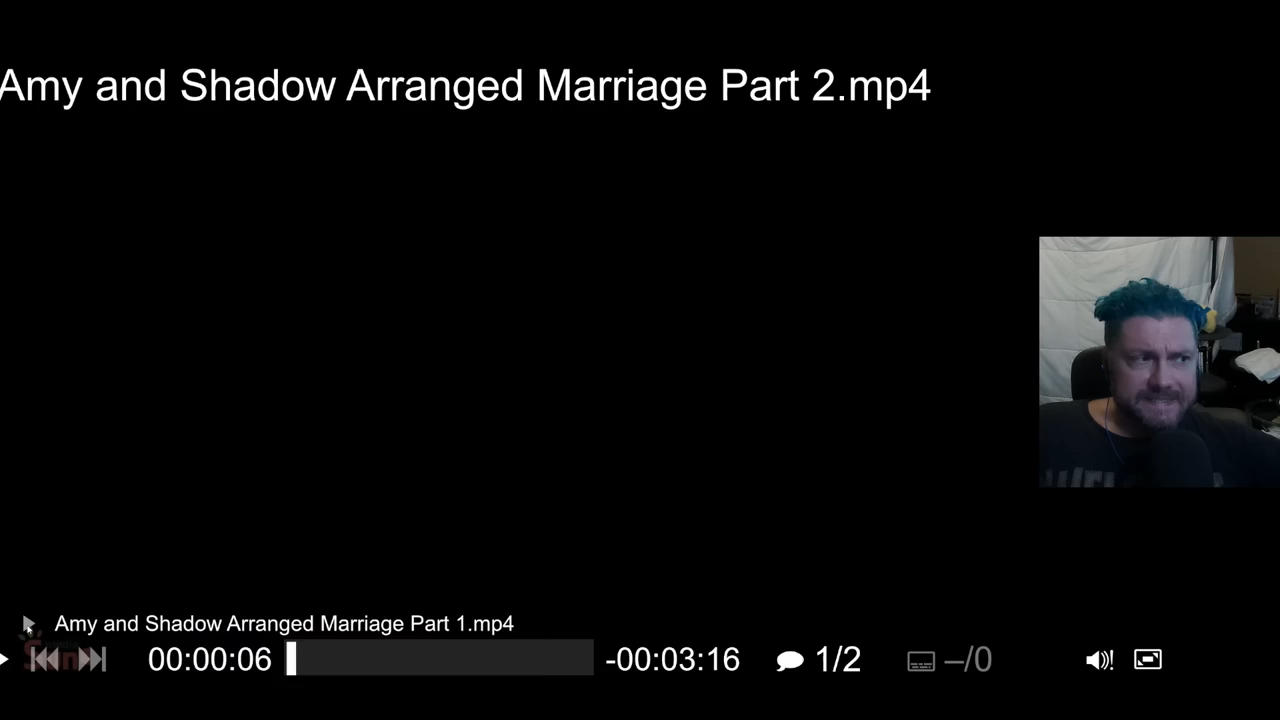 Amy and Shadow Arranged Marriage Part 2.mp4
Amy and Shadow Arranged Marriage Part 1.mp4
00:00:06
-00:03:16
1/2
–/0